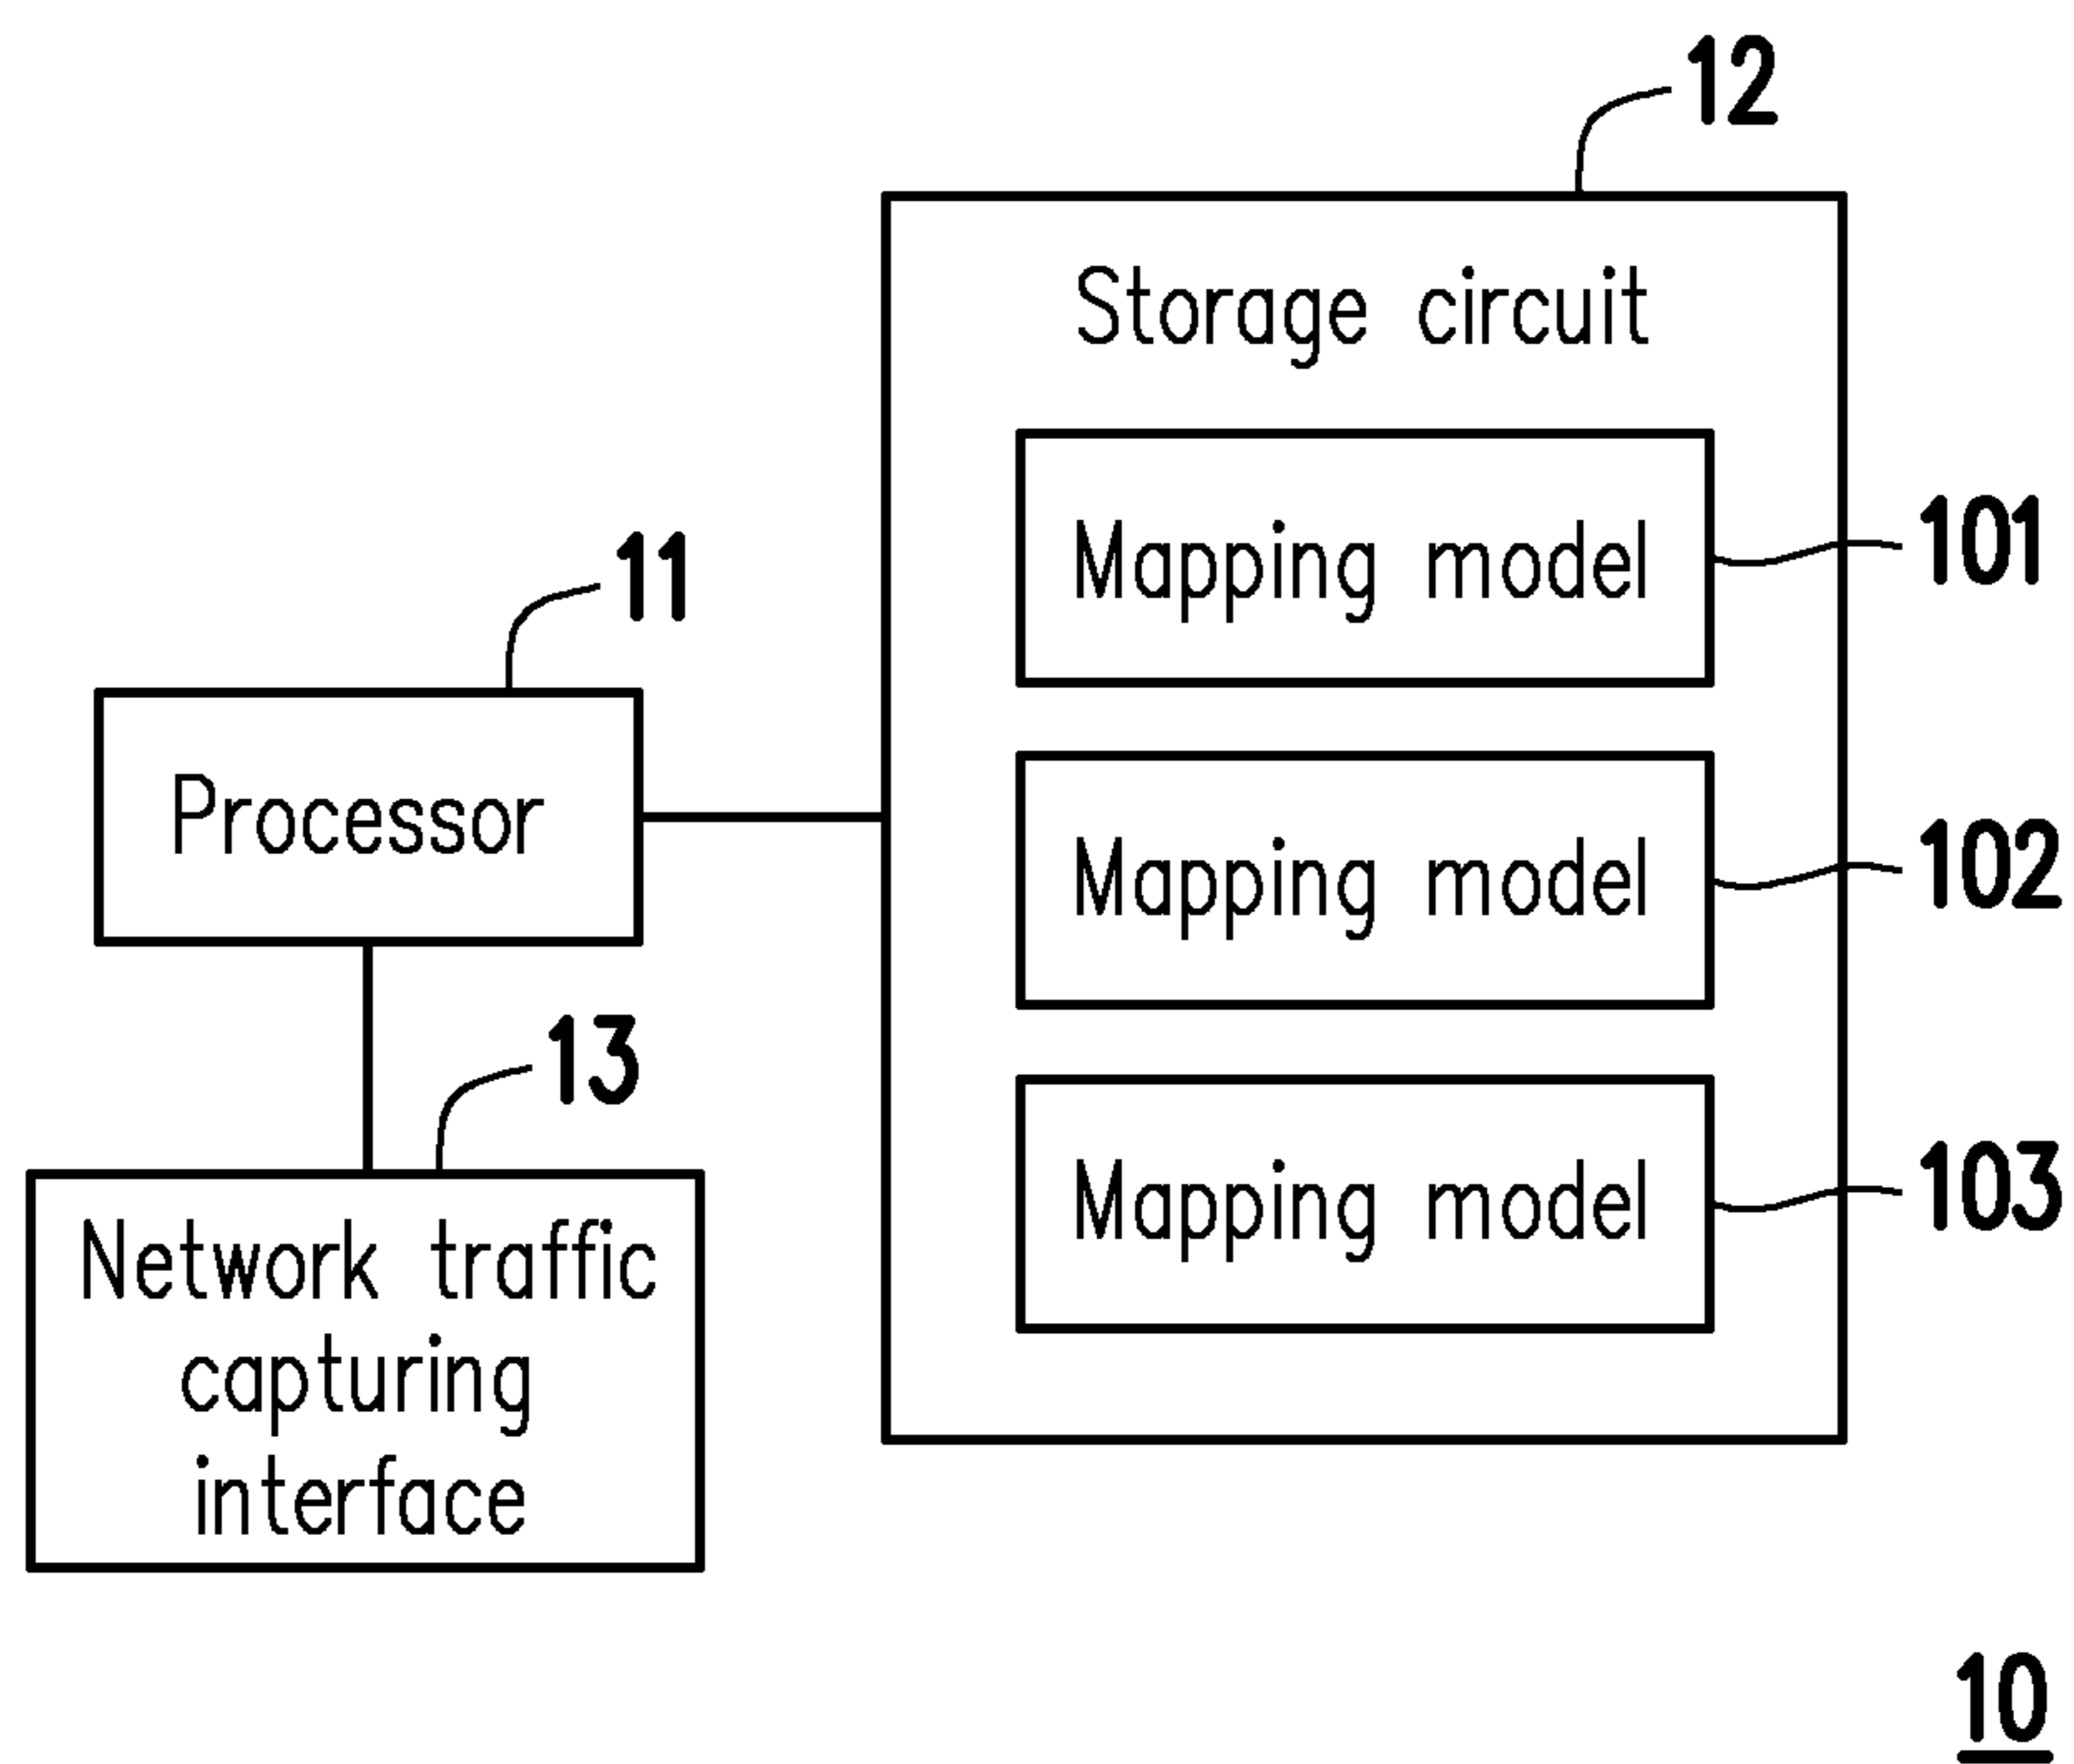 12
Storage circuit
Mapping model
101
11
Processor
Mapping model
102
13
Mapping model
103
Network traffic
capturing
interface
10